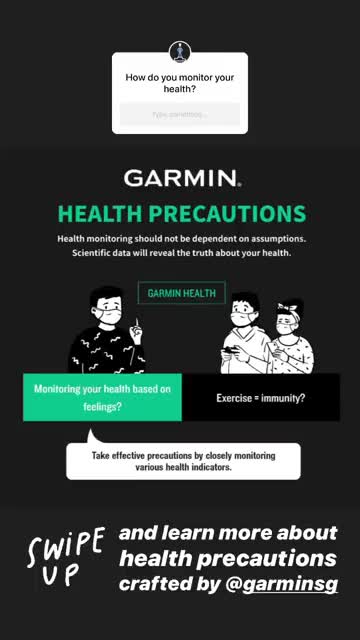 How do you monitor your
health?
Type something...
GARMIN.
HEALTH PRECAUTIONS
Health monitoring should not be dependent on assumptions.
Scientific data will reveal the truth about your health.
GARMIN HEALTH
Monitoring your health based on
feelings?
Exercise = immunity?
Take effective precautions by closely monitoring
various health indicators.
SWIPE
UP
and learn more about
health precautions
crafted by @garminsg